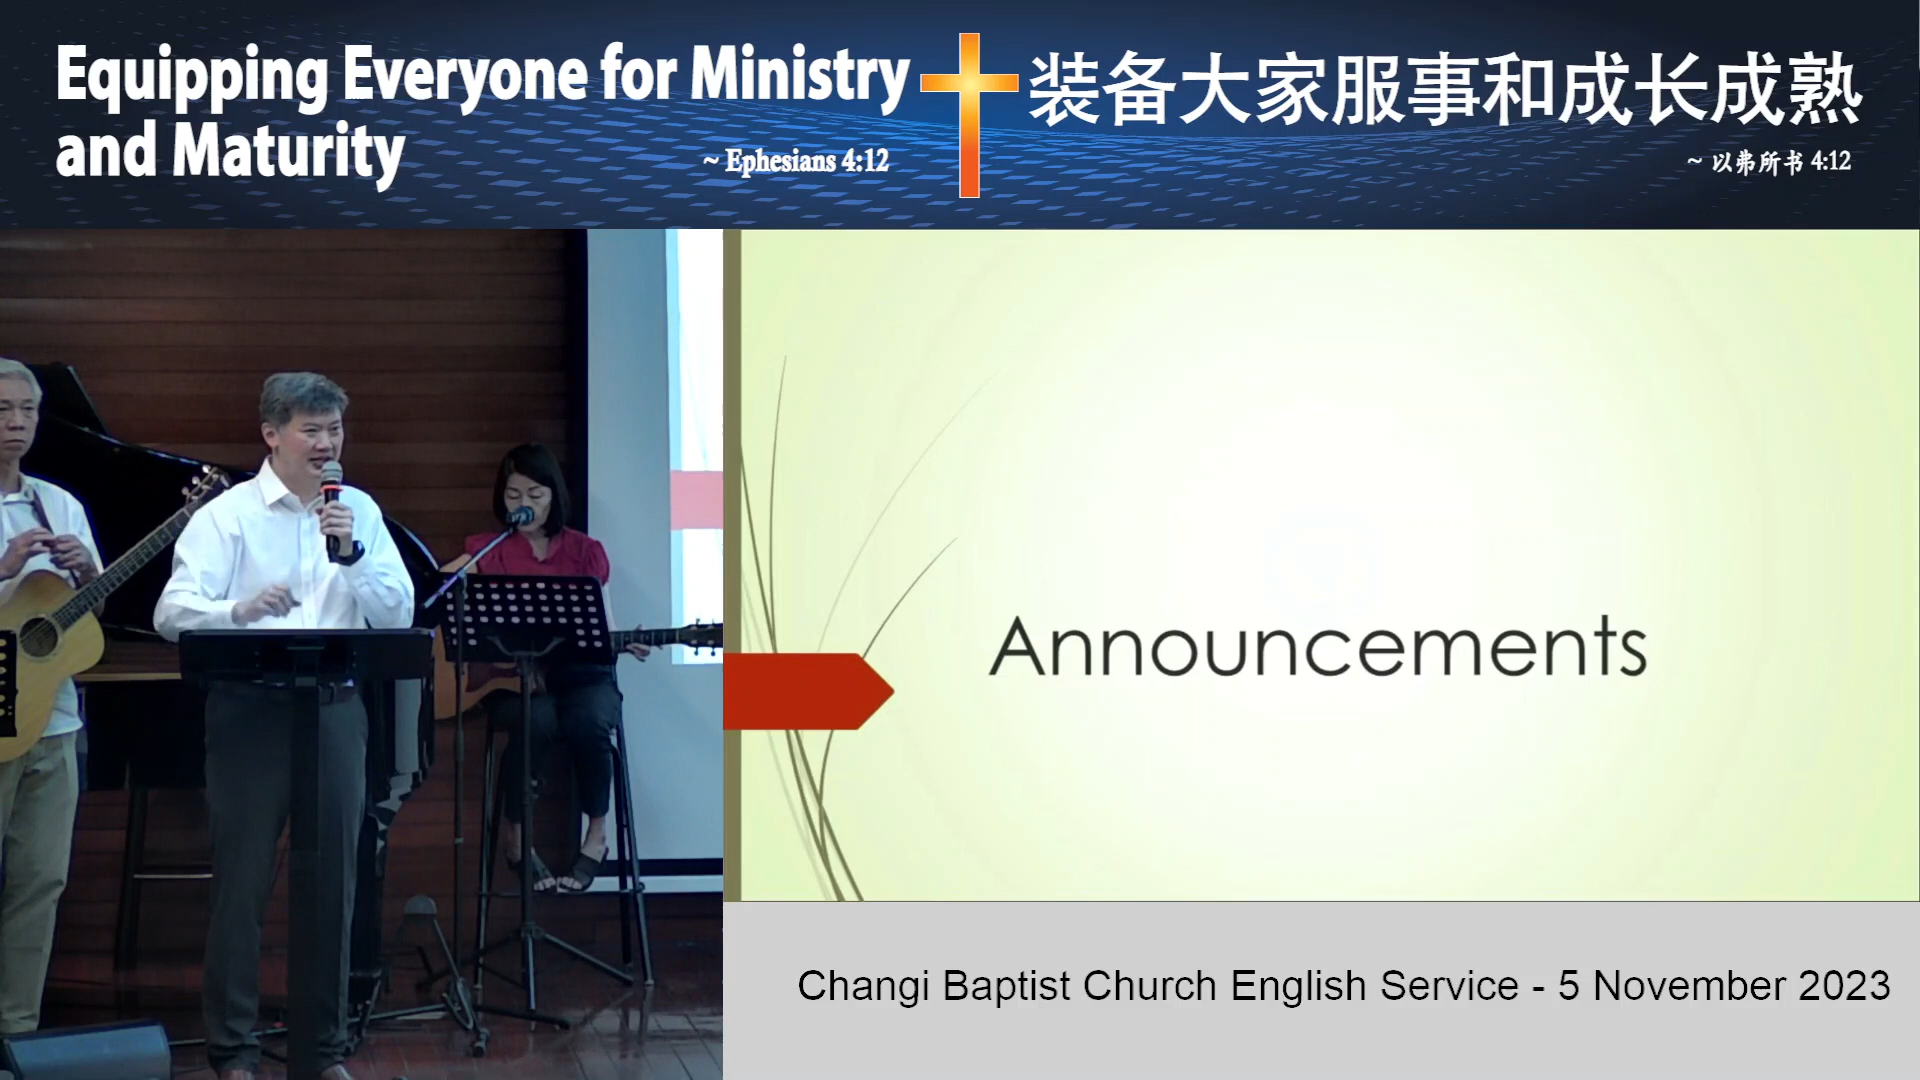 Equipping Everyone for Ministry
and Maturity
~ Ephesians 4:12
装备大家服事和成长成熟
~ 以弗所书 4:12
Announcements
Changi Baptist Church English Service - 5 November 2023